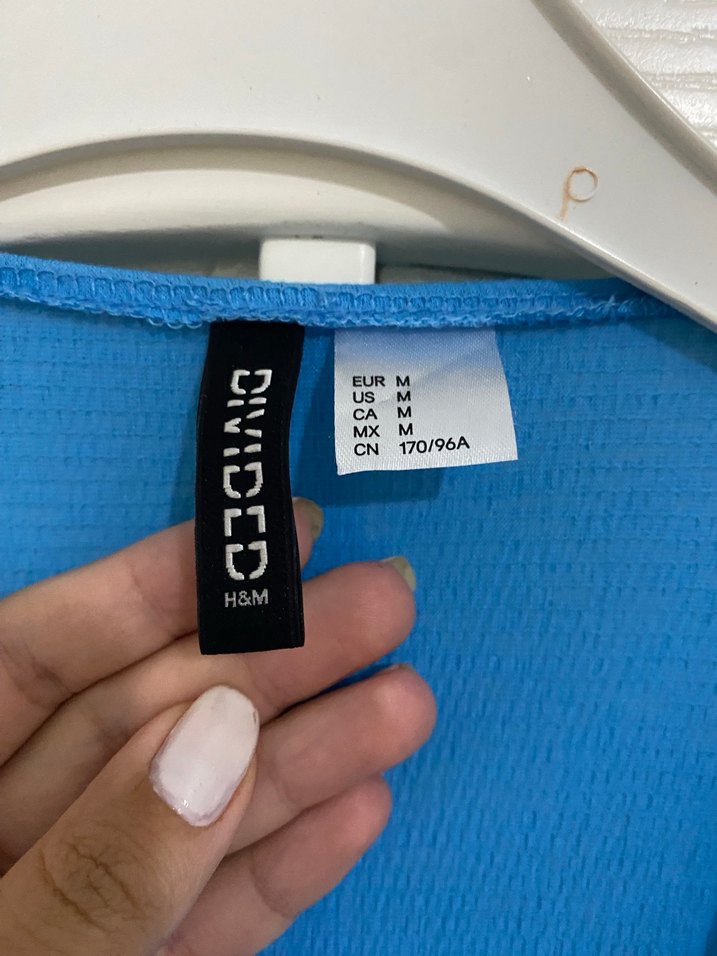 DIVIDED
H&M
EUR M
US M
CA M
MX M
CN 170/96A